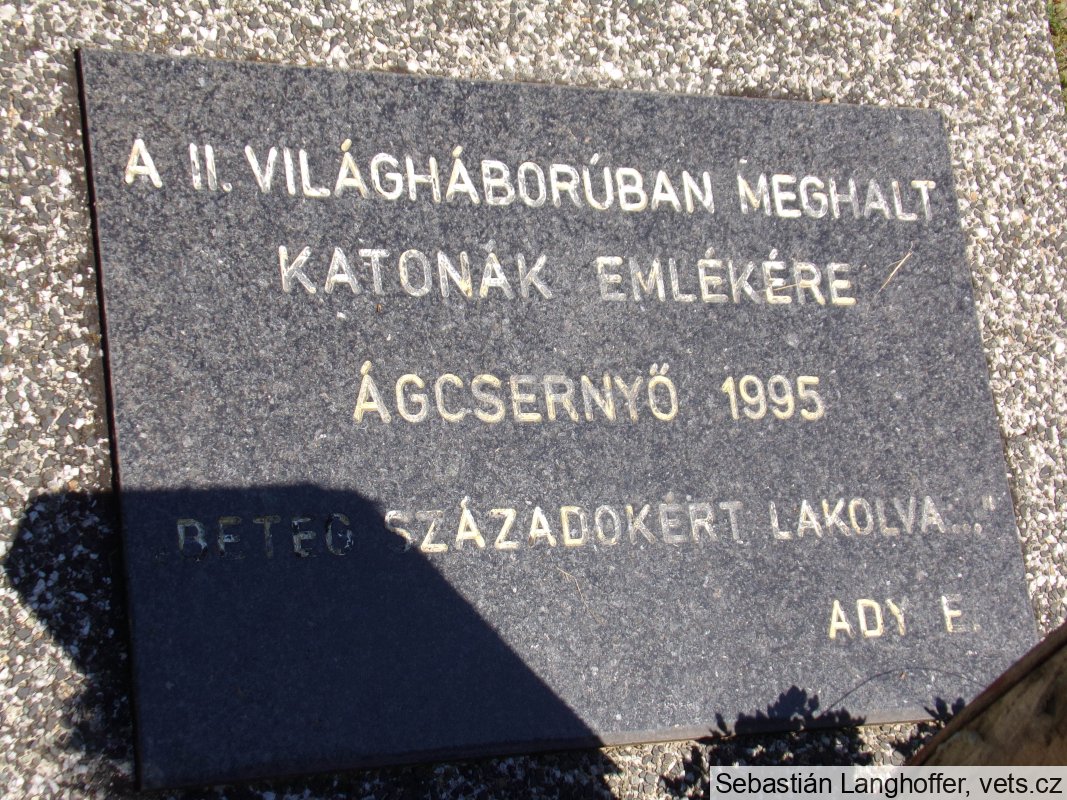 A II. VILÁGHÁBORÚBAN MEGHALT
KATONÁK EMLÉKÉRE
ÁGCSERNYŐ 1995
„BETEG SZÁZADOKÉRT LAKOLVA..."
ADY E.
Sebastián Langhoffer, vets.cz